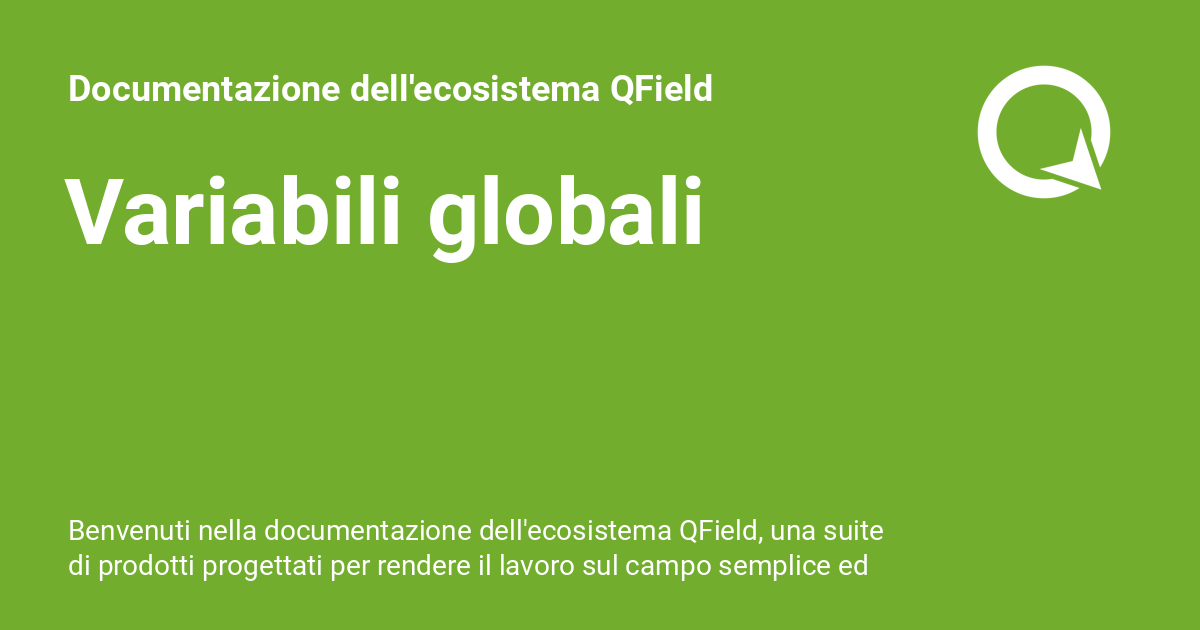 Documentazione dell'ecosistema QField
Variabili globali
Benvenuti nella documentazione dell'ecosistema QField, una suite
di prodotti progettati per rendere il lavoro sul campo semplice ed